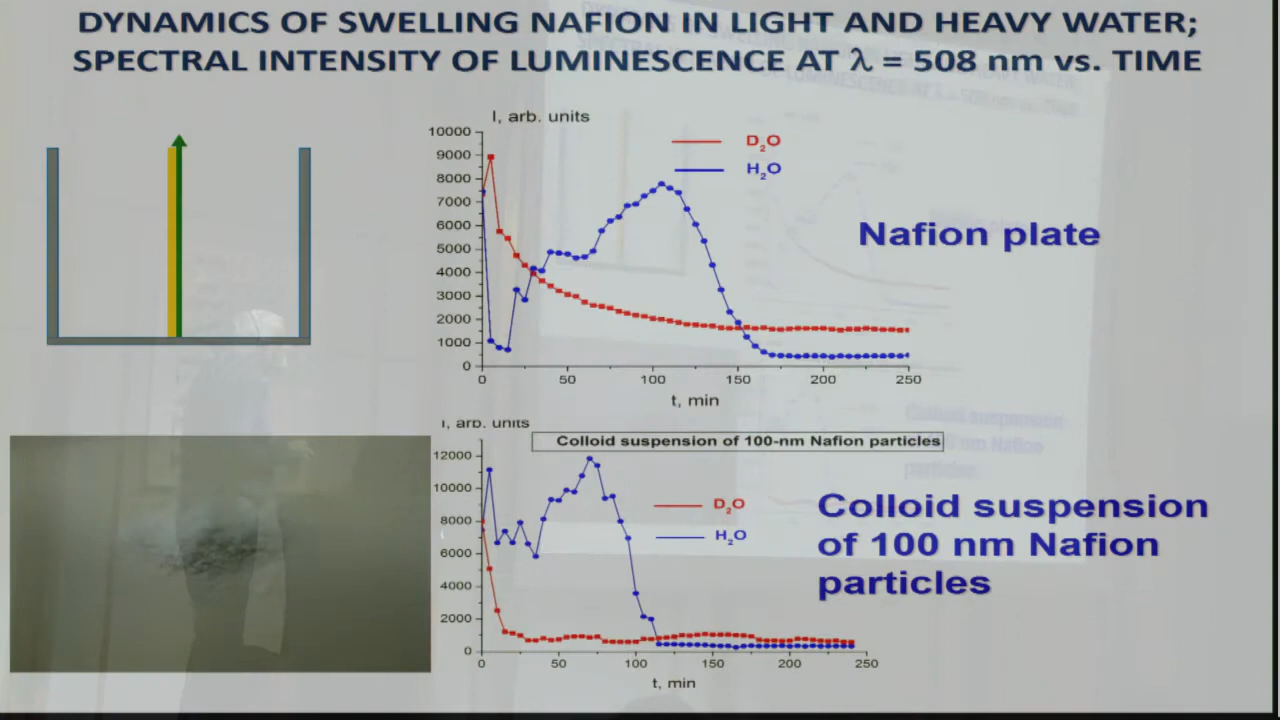 DYNAMICS OF SWELLING NAFION IN LIGHT AND HEAVY WATER;
SPECTRAL INTENSITY OF LUMINESCENCE AT λ = 508 nm vs. TIME
I, arb. units
10000
9000
8000
7000
6000
5000
4000
3000
2000
1000
0
0 50 100 150 200 250
t, min
D₂O
H₂O
Nafion plate
I, arb. units
Colloid suspension of 100-nm Nafion particles
12000
10000
8000
6000
4000
2000
0
0 50 100 150 200 250
t, min
D₂O
H₂O
Colloid suspension
of 100 nm Nafion
particles